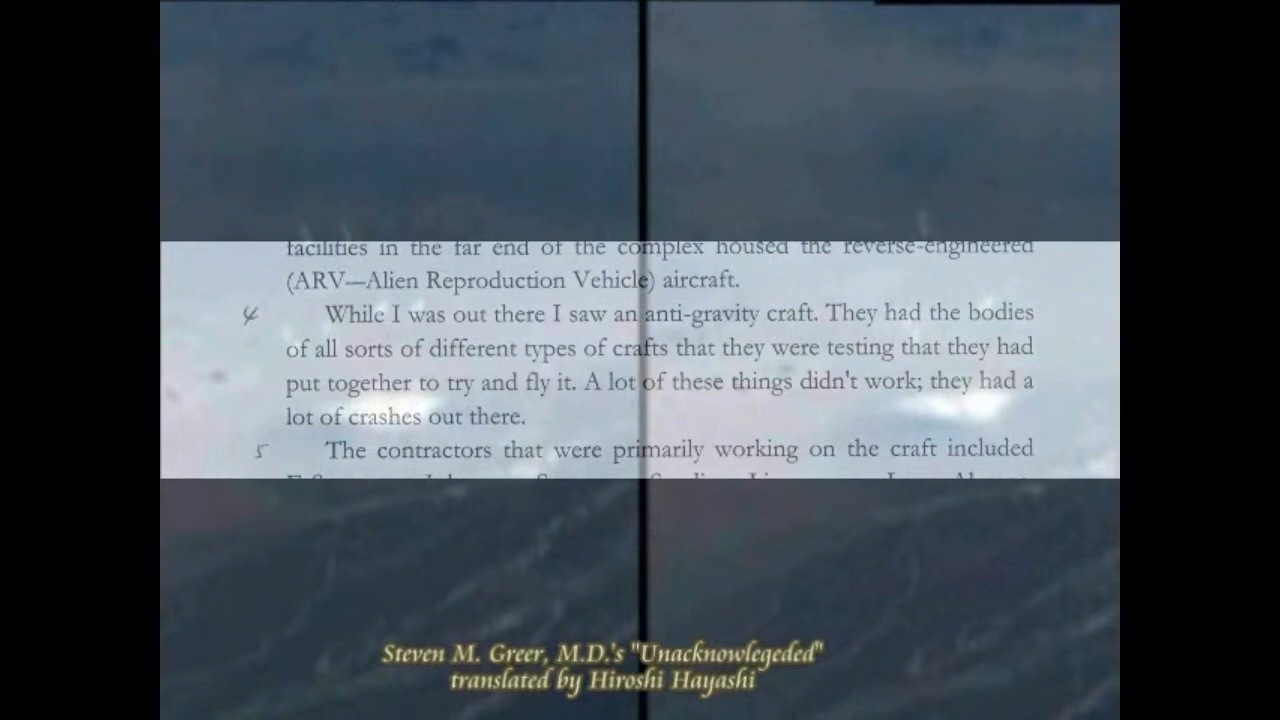 facilities in the far end of the complex housed the reverse-engineered
(ARV—Alien Reproduction Vehicle) aircraft.
4 While I was out there I saw an anti-gravity craft. They had the bodies
of all sorts of different types of crafts that they were testing that they had
put together to try and fly it. A lot of these things didn't work; they had a
lot of crashes out there.
5 The contractors that were primarily working on the craft included
Steven M. Greer, M.D.'s "Unacknowlegeded"
translated by Hiroshi Hayashi